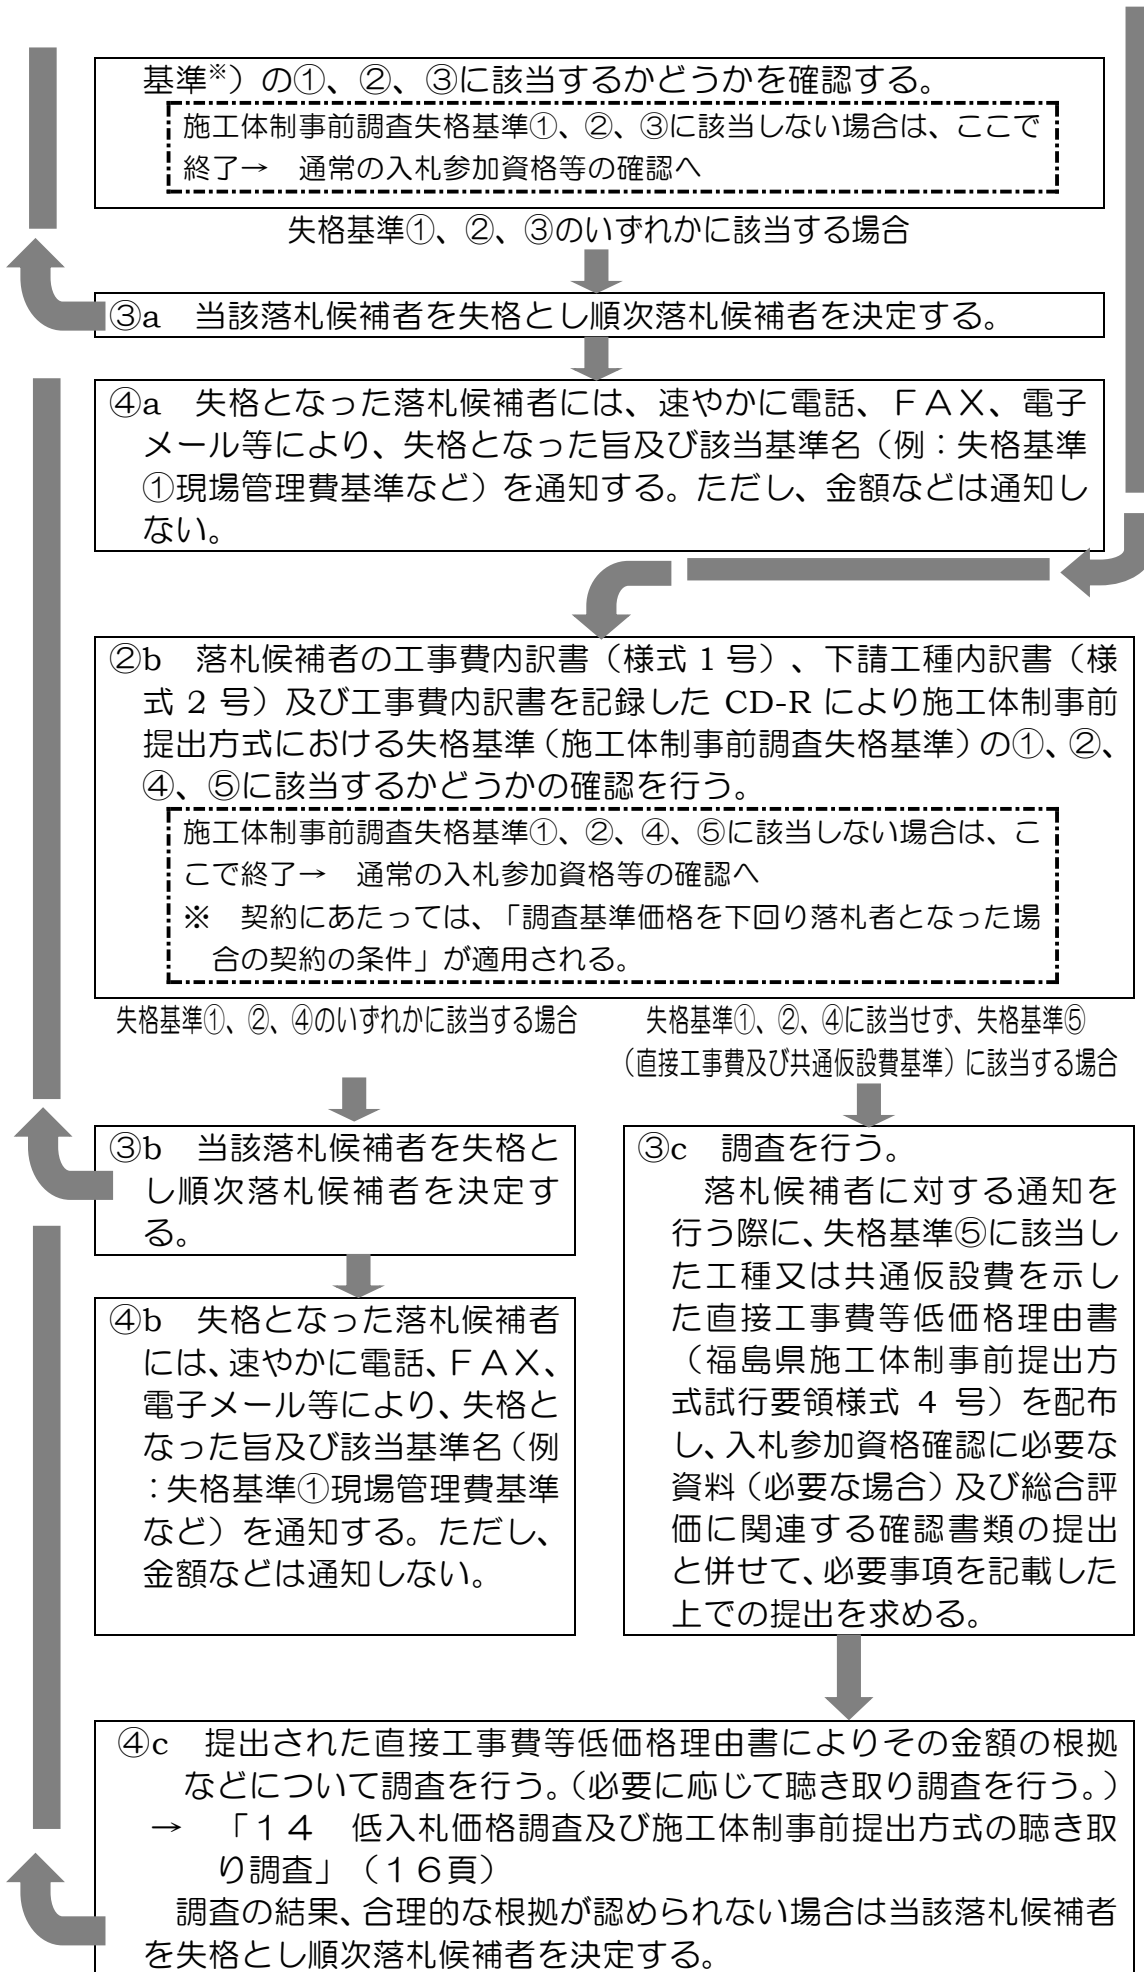 基準※）の①、②、③に該当するかどうかを確認する。
施工体制事前調査失格基準①、②、③に該当しない場合は、ここで
終了→　通常の入札参加資格等の確認へ
失格基準①、②、③のいずれかに該当する場合
③a　当該落札候補者を失格とし順次落札候補者を決定する。
④a　失格となった落札候補者には、速やかに電話、ＦＡＸ、電子
メール等により、失格となった旨及び該当基準名（例：失格基準
①現場管理費基準など）を通知する。ただし、金額などは通知し
ない。
②b　落札候補者の工事費内訳書（様式 1 号）、下請工種内訳書（様
式 2 号）及び工事費内訳書を記録した CD-R により施工体制事前
提出方式における失格基準（施工体制事前調査失格基準）の①、②、
④、⑤に該当するかどうかの確認を行う。
施工体制事前調査失格基準①、②、④、⑤に該当しない場合は、こ
こで終了→　通常の入札参加資格等の確認へ
※　契約にあたっては、「調査基準価格を下回り落札者となった場
合の契約の条件」が適用される。
失格基準①、②、④のいずれかに該当する場合
失格基準①、②、④に該当せず、失格基準⑤
（直接工事費及び共通仮設費基準）に該当する場合
③b　当該落札候補者を失格と
し順次落札候補者を決定す
る。
④b　失格となった落札候補者
には、速やかに電話、ＦＡＸ、
電子メール等により、失格と
なった旨及び該当基準名（例
：失格基準①現場管理費基準
など）を通知する。ただし、
金額などは通知しない。
③c　調査を行う。
落札候補者に対する通知を
行う際に、失格基準⑤に該当し
た工種又は共通仮設費を示し
た直接工事費等低価格理由書
（福島県施工体制事前提出方
式試行要領様式 4 号）を配布
し、入札参加資格確認に必要な
資料（必要な場合）及び総合評
価に関連する確認書類の提出
と併せて、必要事項を記載した
上での提出を求める。
④c　提出された直接工事費等低価格理由書によりその金額の根拠
などについて調査を行う。（必要に応じて聴き取り調査を行う。）
→　「１４　低入札価格調査及び施工体制事前提出方式の聴き取
り調査」（１６頁）
調査の結果、合理的な根拠が認められない場合は当該落札候補者
を失格とし順次落札候補者を決定する。